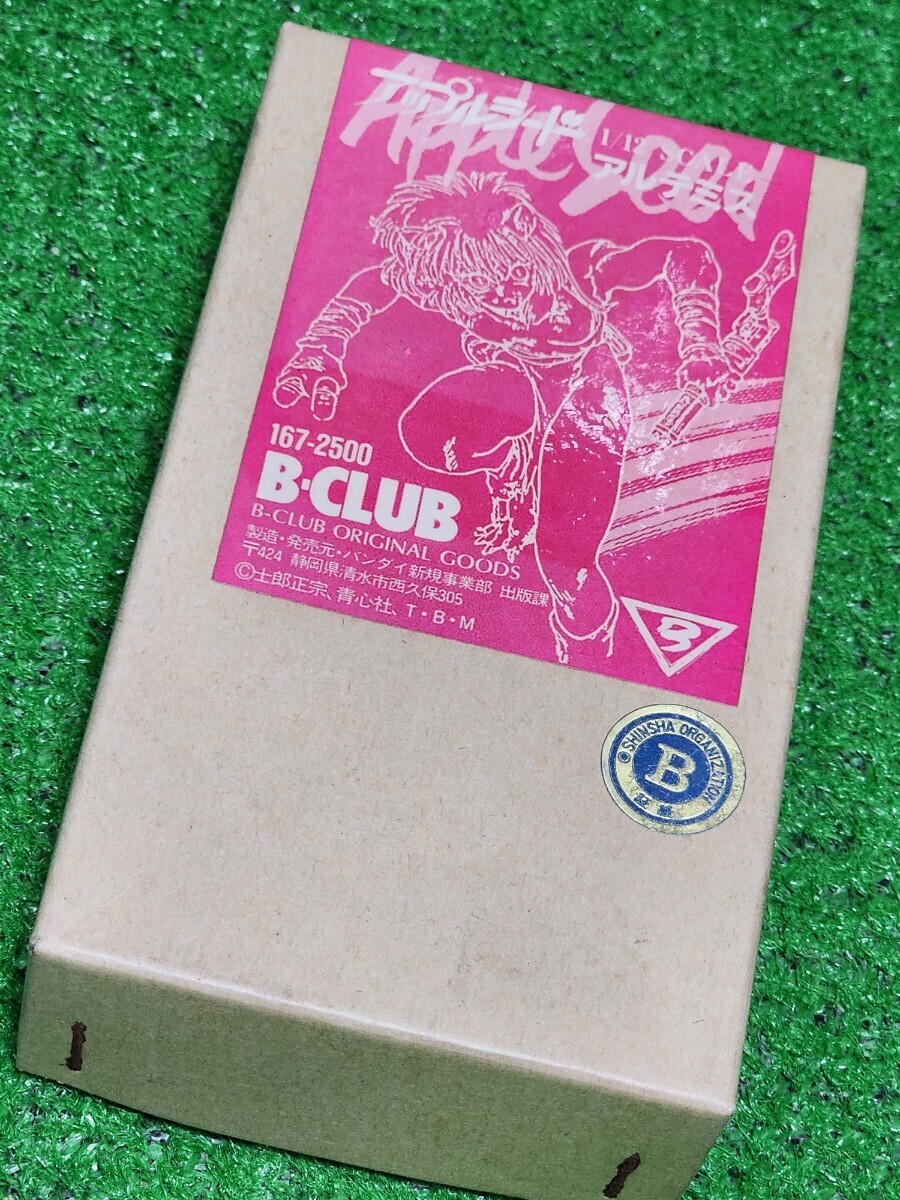 アップルシード
AppleSeed
1/12 SCALE
アルテミス
167-2500
B-CLUB
B-CLUB ORIGINAL GOODS
製造・発売元・バンダイ新規事業部 出版課
〒424 静岡県清水市西久保305
©士郎正宗、青心社、T・B・M
B
SHINSHA ORGANIZATION
B